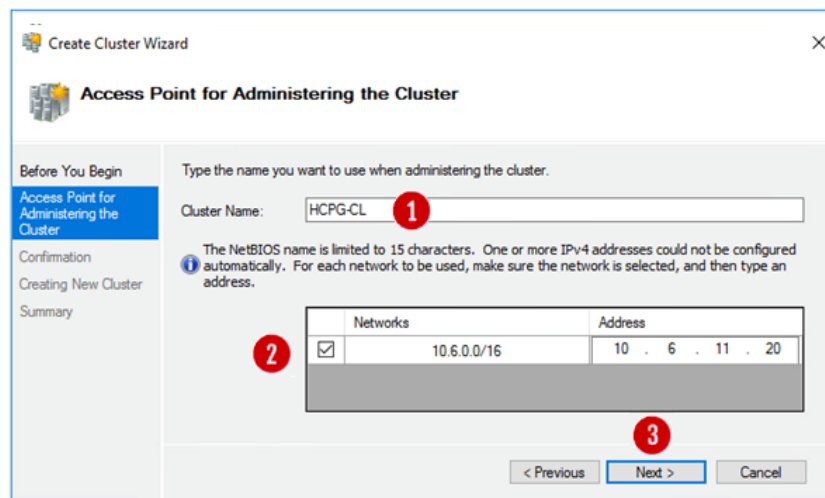 Create Cluster Wizard
Access Point for Administering the Cluster
Before You Begin
Access Point for
Administering the
Cluster
Confirmation
Creating New Cluster
Summary
Type the name you want to use when administering the cluster.
Cluster Name: HCPG-CL 1
The NetBIOS name is limited to 15 characters. One or more IPv4 addresses could not be configured
automatically. For each network to be used, make sure the network is selected, and then type an
address.
Networks Address
2 10.6.0.0/16 10 . 6 . 11 . 20
3
< Previous Next > Cancel